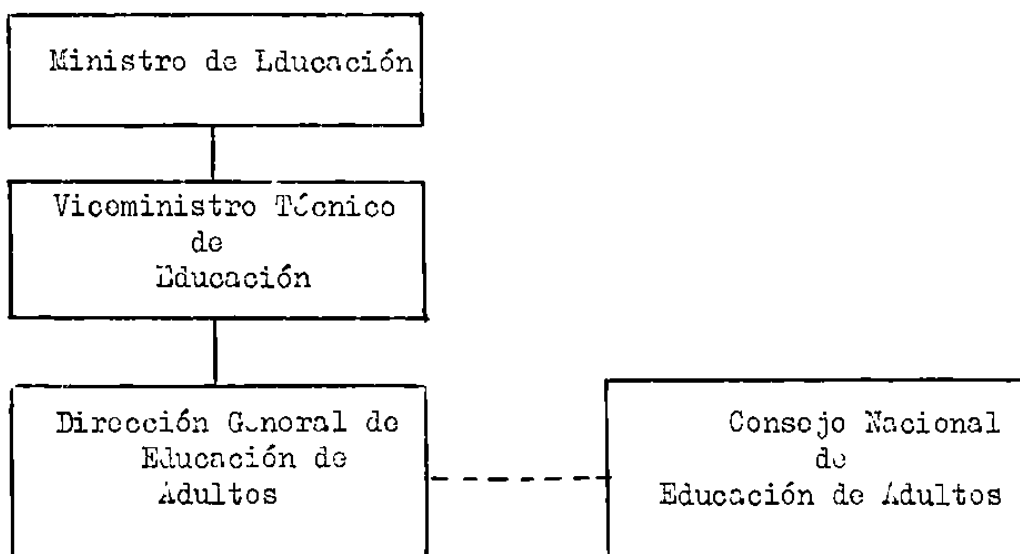 Ministro de Educación
Viceministro Técnico
de
Educación
Dirección General de
Educación de
Adultos
Consejo Nacional
de
Educación de Adultos